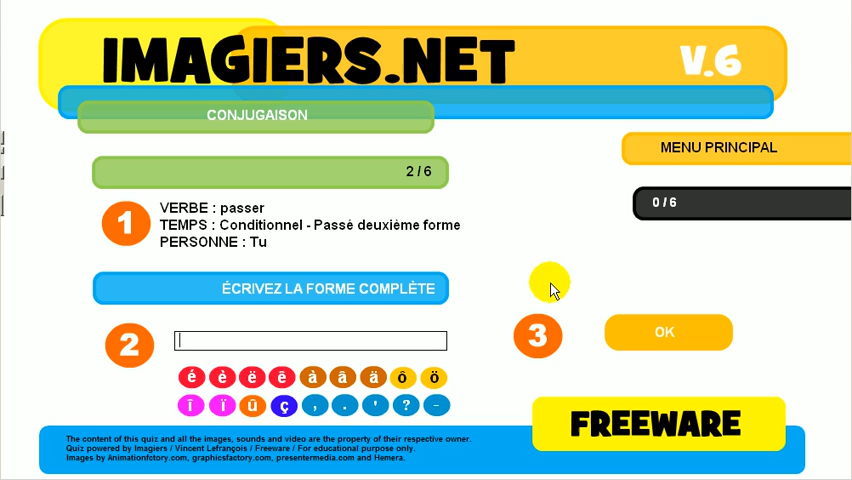 IMAGIERS.NET
V.6
CONJUGAISON
MENU PRINCIPAL
2 / 6
0 / 6
1
VERBE : passer
TEMPS : Conditionnel - Passé deuxième forme
PERSONNE : Tu
ÉCRIVEZ LA FORME COMPLÈTE
2
3
OK
é è ë ê à â ä ô ö
î ï û ç , . ' ? -
FREEWARE
The content of this quiz and all the images, sounds and video are the property of their respective owner.
Quiz powered by Imagiers / Vincent Lefrançois / Freeware / For educational purpose only.
Images by Animationfctory.com, graphicsfactory.com, presentermedia.com and Hemera.